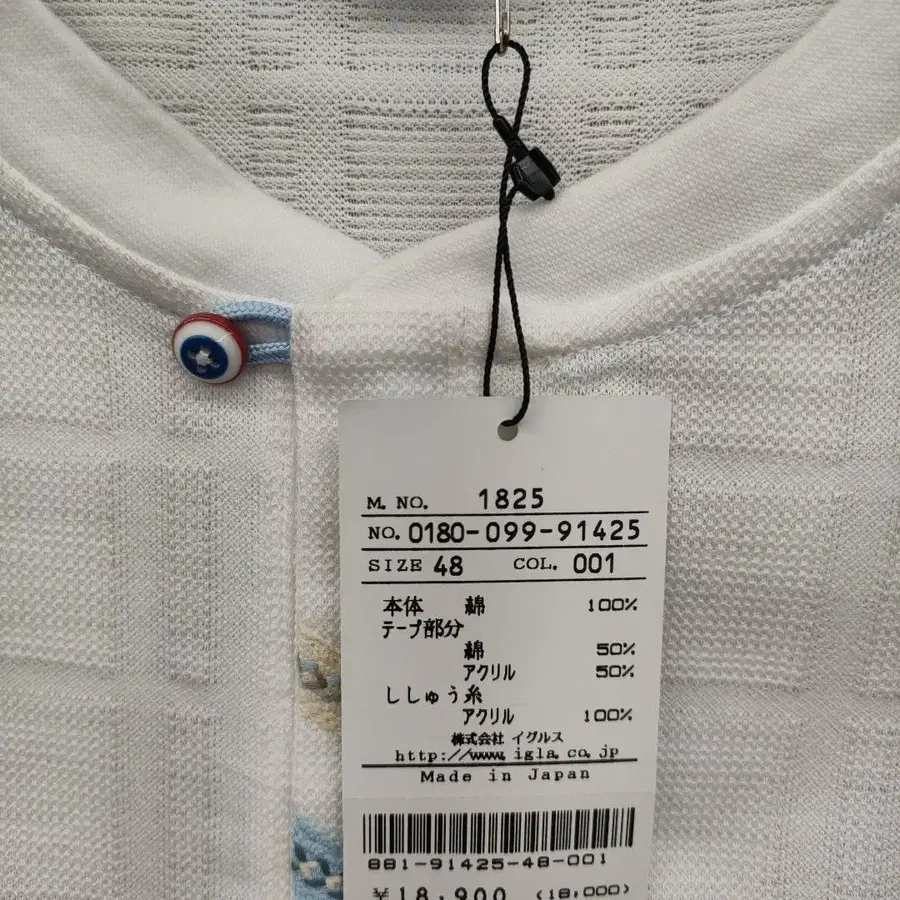 M. NO. 1825
NO. 0180-099-91425
SIZE 48 COL. 001
本体 綿 100%
テープ部分
綿 50%
アクリル 50%
ししゅう糸
アクリル 100%
株式会社 イグルス
http://www.igla.co.jp
Made in Japan
881-91425-48-001
¥18,900 (18,000)